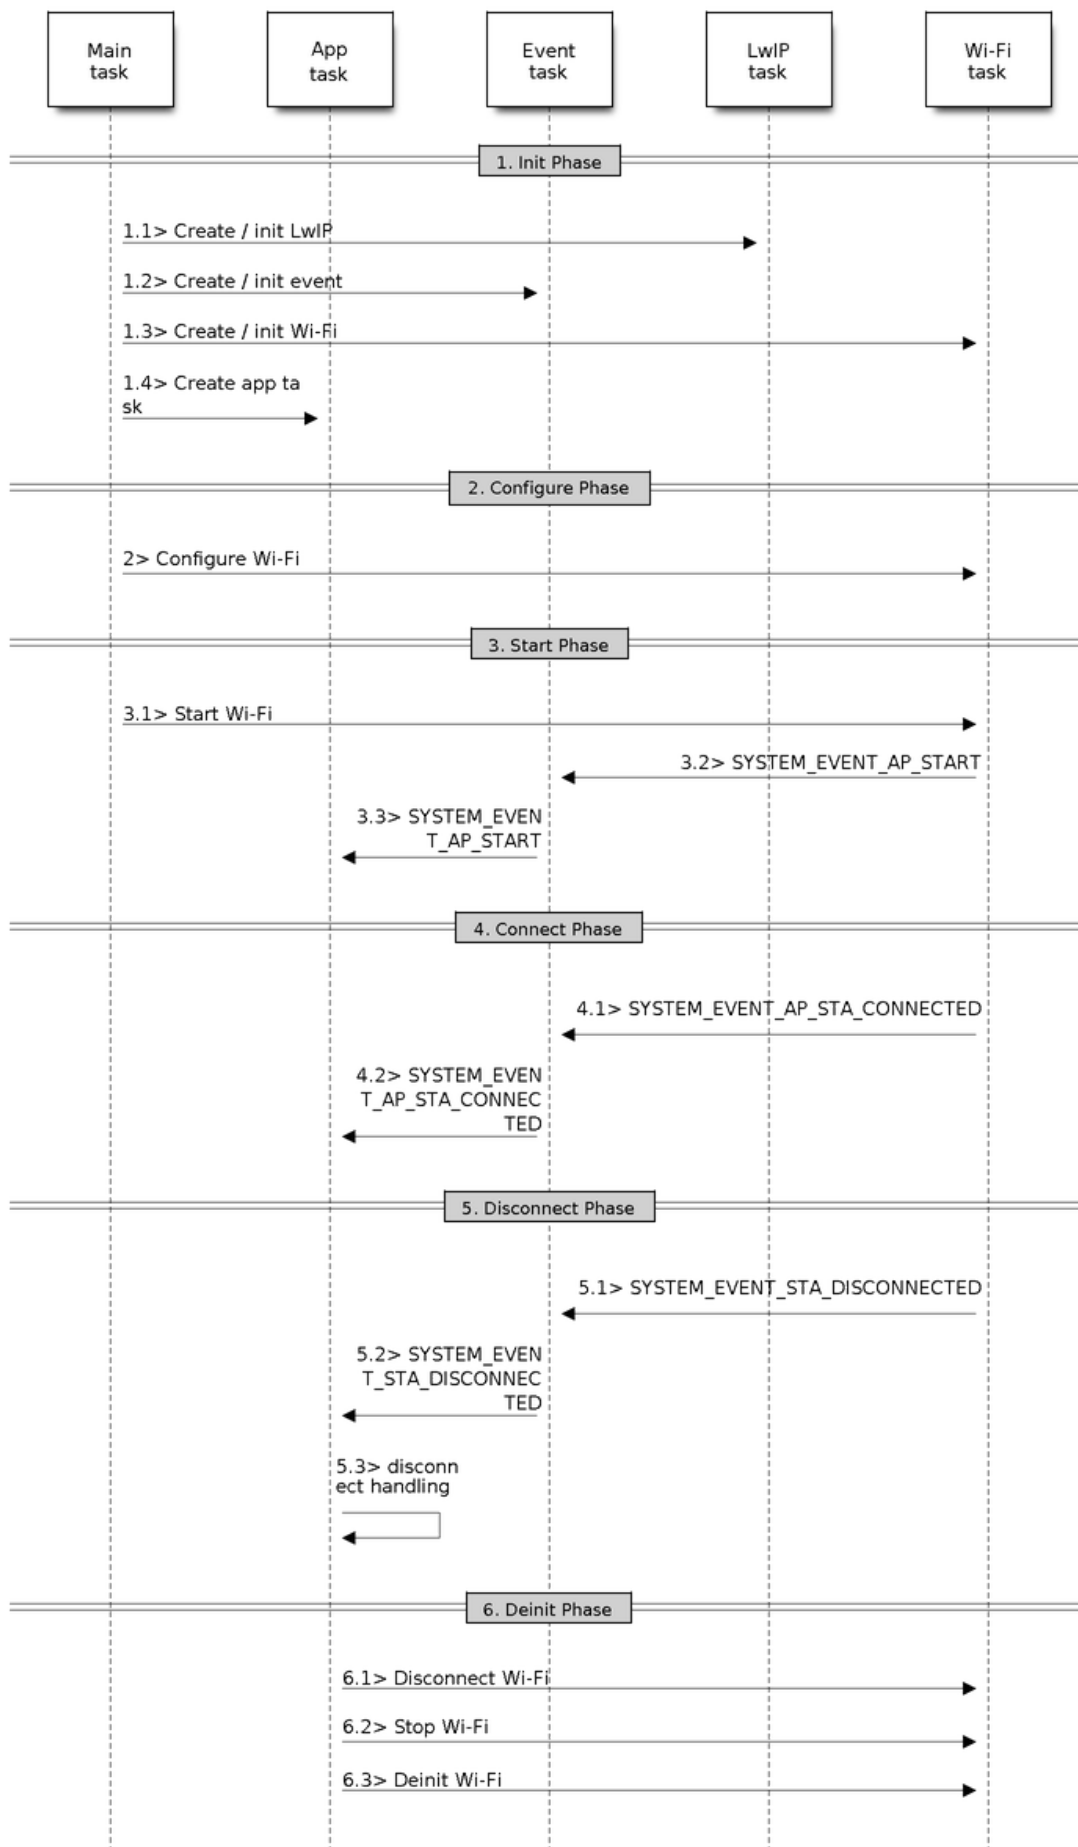 Main
task
App
task
Event
task
LwIP
task
Wi-Fi
task
1. Init Phase
1.1> Create / init LwIP
1.2> Create / init event
1.3> Create / init Wi-Fi
1.4> Create app ta
sk
2. Configure Phase
2> Configure Wi-Fi
3. Start Phase
3.1> Start Wi-Fi
3.2> SYSTEM_EVENT_AP_START
3.3> SYSTEM_EVEN
T_AP_START
4. Connect Phase
4.1> SYSTEM_EVENT_AP_STA_CONNECTED
4.2> SYSTEM_EVEN
T_AP_STA_CONNEC
TED
5. Disconnect Phase
5.1> SYSTEM_EVENT_STA_DISCONNECTED
5.2> SYSTEM_EVEN
T_STA_DISCONNEC
TED
5.3> disconn
ect handling
6. Deinit Phase
6.1> Disconnect Wi-Fi
6.2> Stop Wi-Fi
6.3> Deinit Wi-Fi